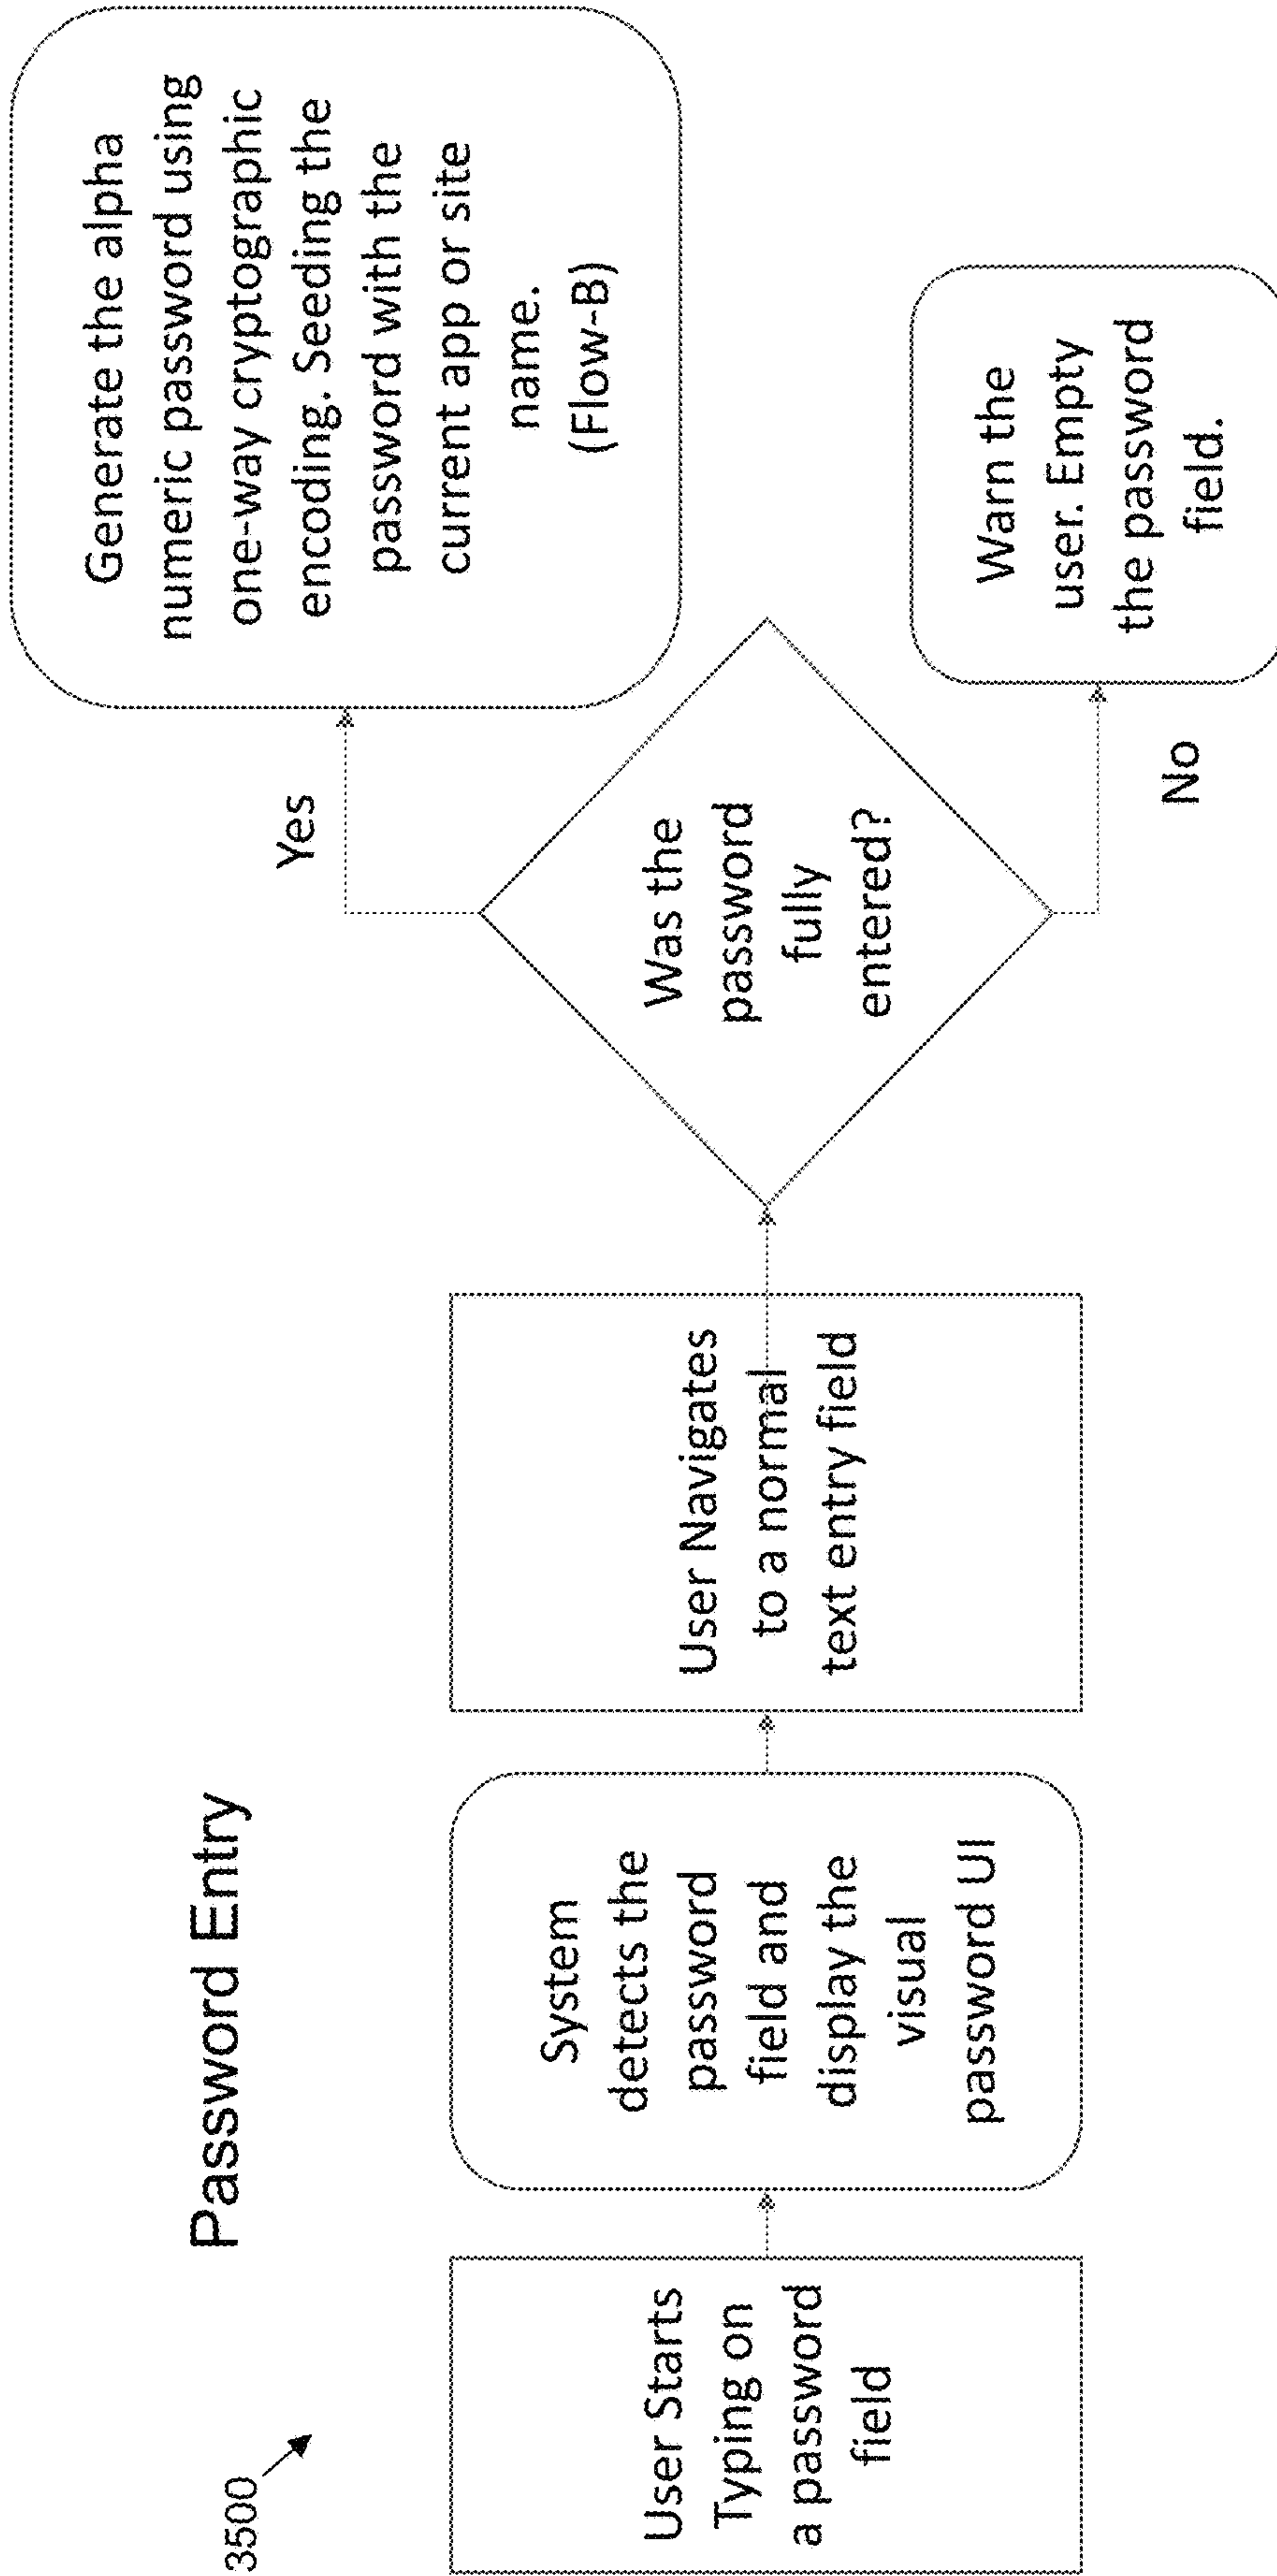 3500
Password Entry
User Starts
Typing on
a password
field
System
detects the
password
field and
display the
visual
password UI
User Navigates
to a normal
text entry field
Was the
password
fully
entered?
Yes
Generate the alpha
numeric password using
one-way cryptographic
encoding. Seeding the
password with the
current app or site
name.
(Flow-B)
No
Warn the
user. Empty
the password
field.